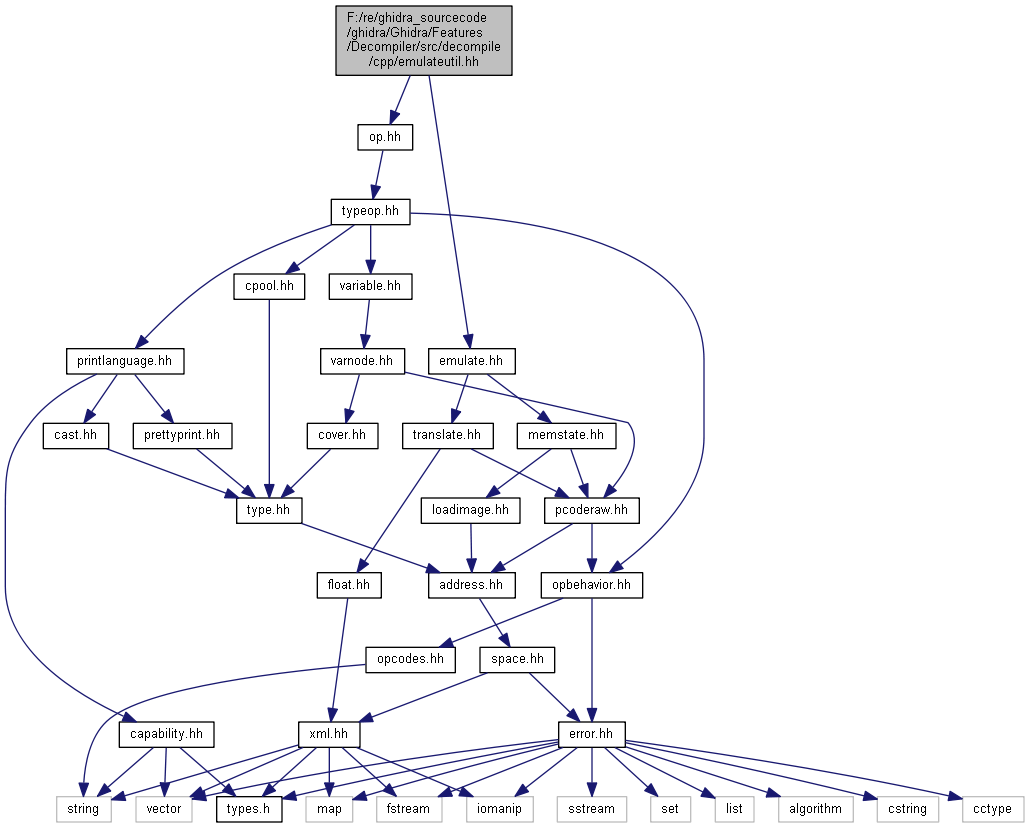 F:/re/ghidra_sourcecode
/ghidra/Ghidra/Features
/Decompiler/src/decompile
/cpp/emulateutil.hh
op.hh
typeop.hh
cpool.hh
variable.hh
printlanguage.hh
varnode.hh
emulate.hh
cast.hh
prettyprint.hh
cover.hh
translate.hh
memstate.hh
type.hh
loadimage.hh
pcoderaw.hh
float.hh
address.hh
opbehavior.hh
opcodes.hh
space.hh
capability.hh
xml.hh
error.hh
string
vector
types.h
map
fstream
iomanip
sstream
set
list
algorithm
cstring
cctype